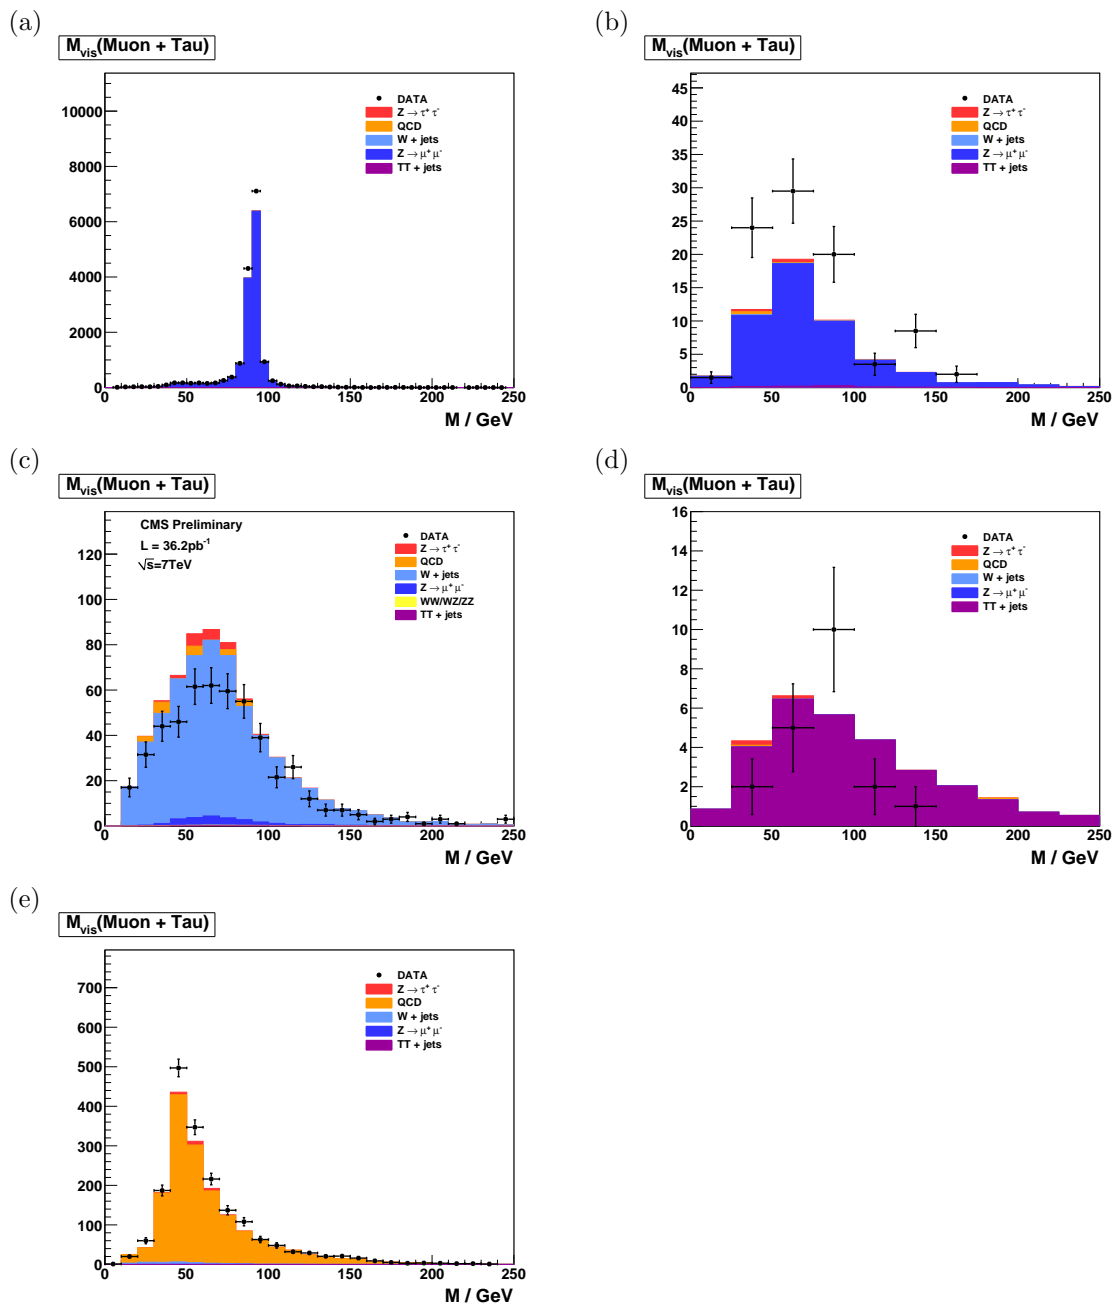 (a)
M_vis(Muon + Tau)
10000
8000
6000
4000
2000
0
0 50 100 150 200 250
M / GeV
DATA
Z → τ⁺ τ⁻
QCD
W + jets
Z → μ⁺ μ⁻
TT + jets
(b)
M_vis(Muon + Tau)
45
40
35
30
25
20
15
10
5
0
0 50 100 150 200 250
M / GeV
DATA
Z → τ⁺ τ⁻
QCD
W + jets
Z → μ⁺ μ⁻
TT + jets
(c)
M_vis(Muon + Tau)
CMS Preliminary
L = 36.2pb⁻¹
√s=7TeV
120
100
80
60
40
20
0
0 50 100 150 200 250
M / GeV
DATA
Z → τ⁺ τ⁻
QCD
W + jets
Z → μ⁺ μ⁻
WW/WZ/ZZ
TT + jets
(d)
M_vis(Muon + Tau)
16
14
12
10
8
6
4
2
0
0 50 100 150 200 250
M / GeV
DATA
Z → τ⁺ τ⁻
QCD
W + jets
Z → μ⁺ μ⁻
TT + jets
(e)
M_vis(Muon + Tau)
700
600
500
400
300
200
100
0
0 50 100 150 200 250
M / GeV
DATA
Z → τ⁺ τ⁻
QCD
W + jets
Z → μ⁺ μ⁻
TT + jets